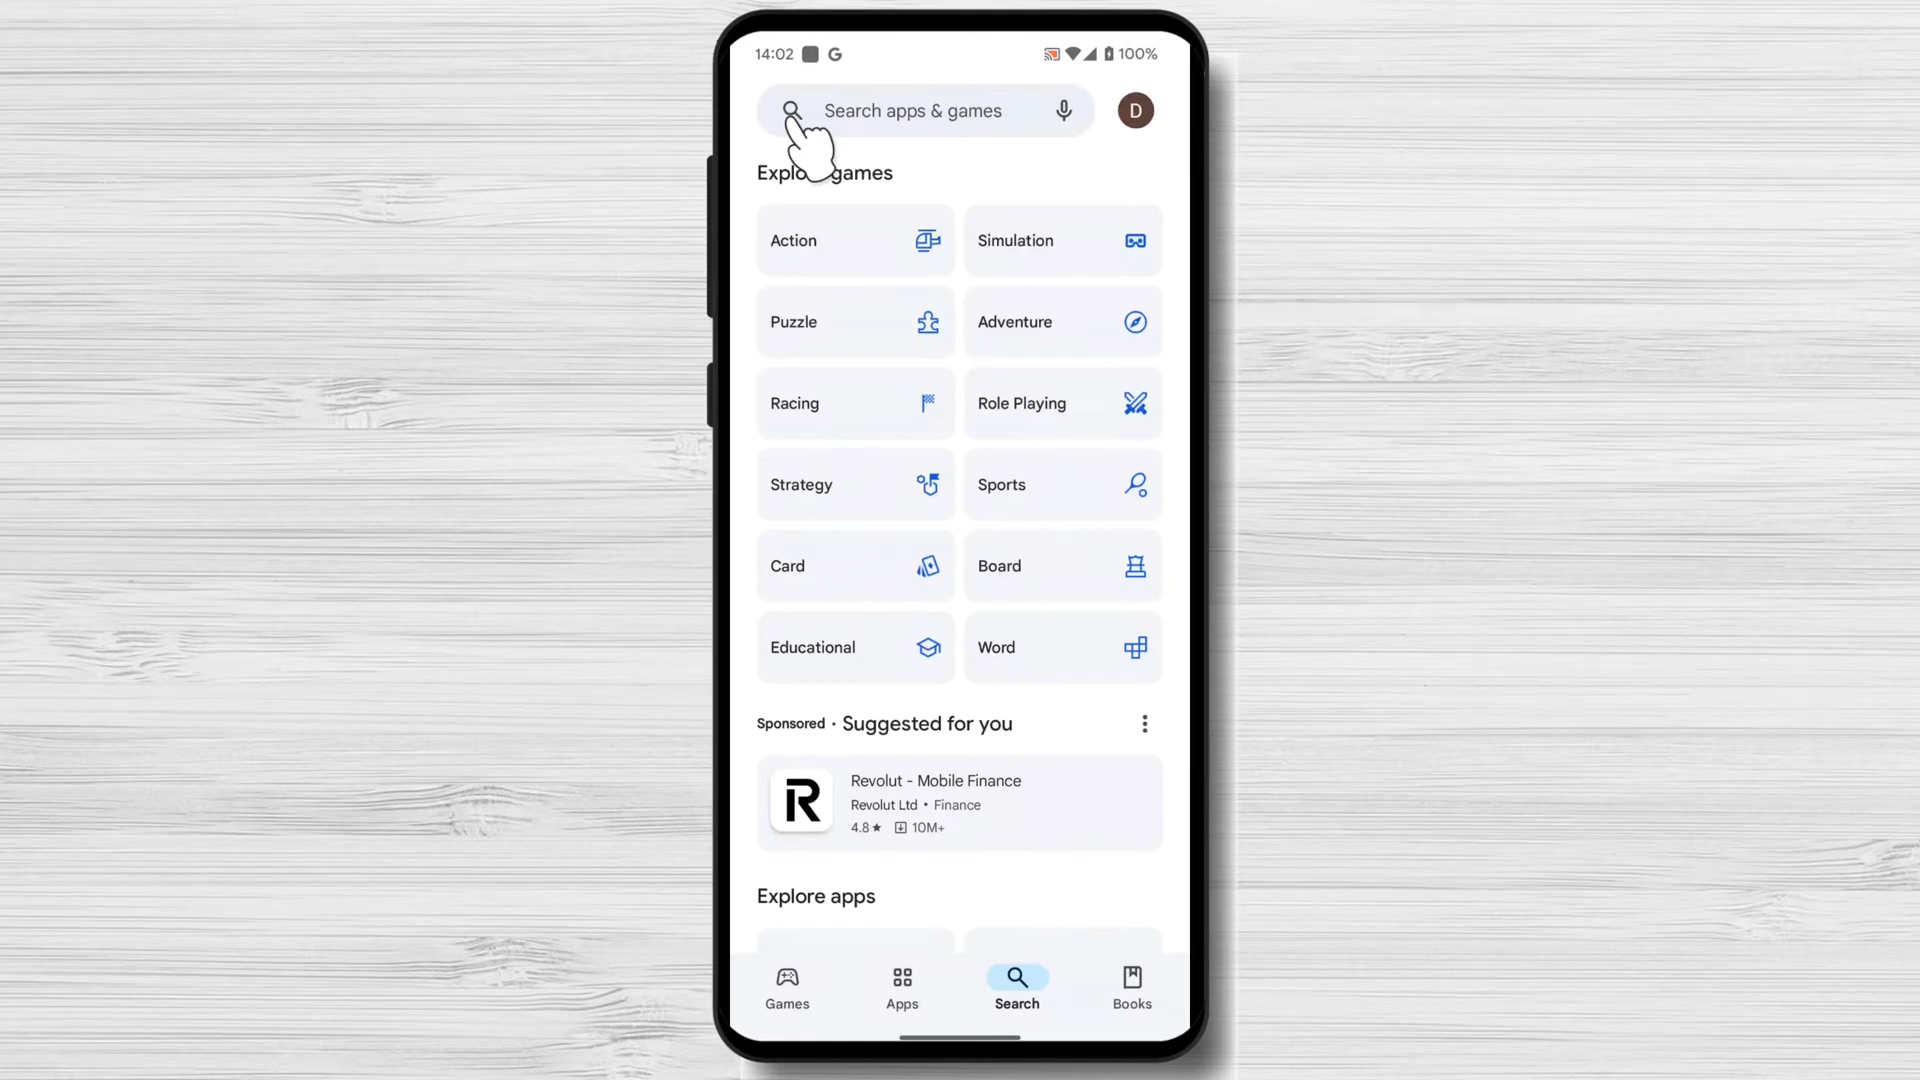 14:02 G 100%
Search apps & games
D
Explo games
Action
Simulation
Puzzle
Adventure
Racing
Role Playing
Strategy
Sports
Card
Board
Educational
Word
Sponsored · Suggested for you
R
Revolut - Mobile Finance
Revolut Ltd • Finance
4.8★ 10M+
Explore apps
Games
Apps
Search
Books